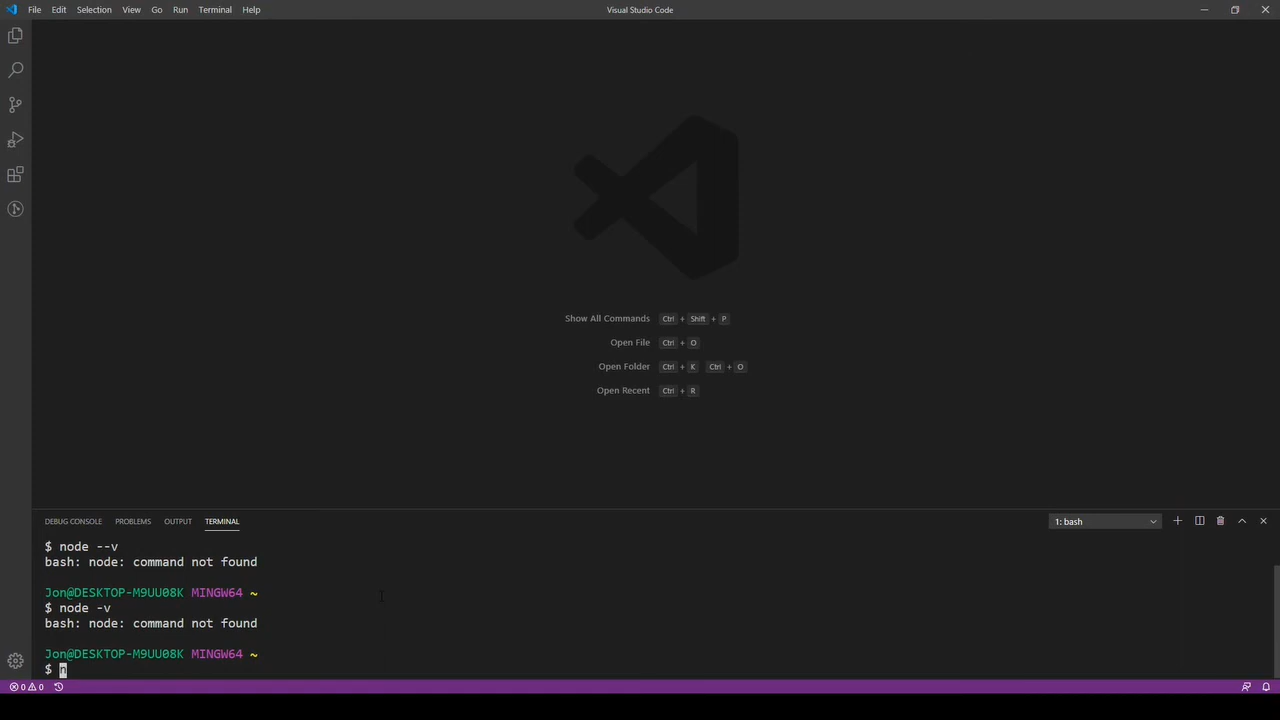 File Edit Selection View Go Run Terminal Help
Visual Studio Code
Show All Commands Ctrl + Shift + P
Open File Ctrl + O
Open Folder Ctrl + K Ctrl + O
Open Recent Ctrl + R
DEBUG CONSOLE PROBLEMS OUTPUT TERMINAL
1: bash
$ node --v
bash: node: command not found
Jon@DESKTOP-M9UU08K MINGW64 ~
$ node -v
bash: node: command not found
Jon@DESKTOP-M9UU08K MINGW64 ~
$ n
0 0